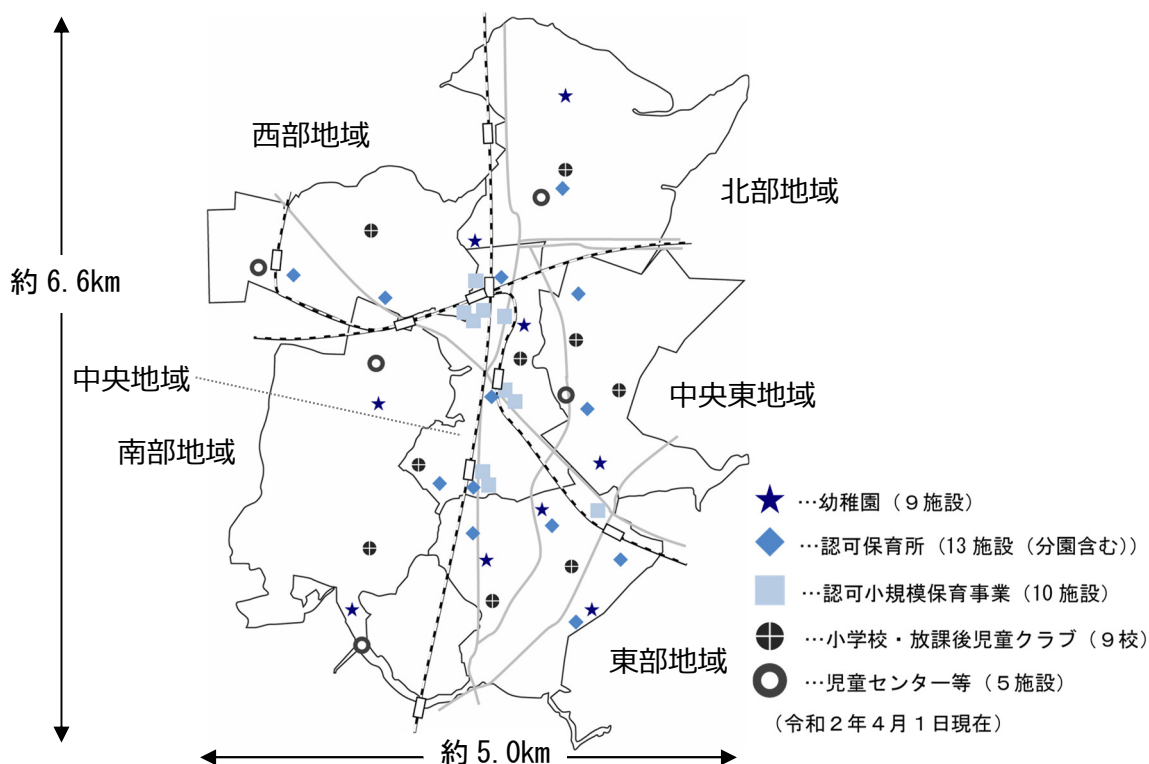 西部地域
北部地域
約 6.6km
中央地域
中央東地域
南部地域
★…幼稚園（９施設）
◆…認可保育所（13 施設（分園含む））
■…認可小規模保育事業（10 施設）
…小学校・放課後児童クラブ（９校）
…児童センター等（５施設）
（令和２年４月１日現在）
東部地域
約 5.0km